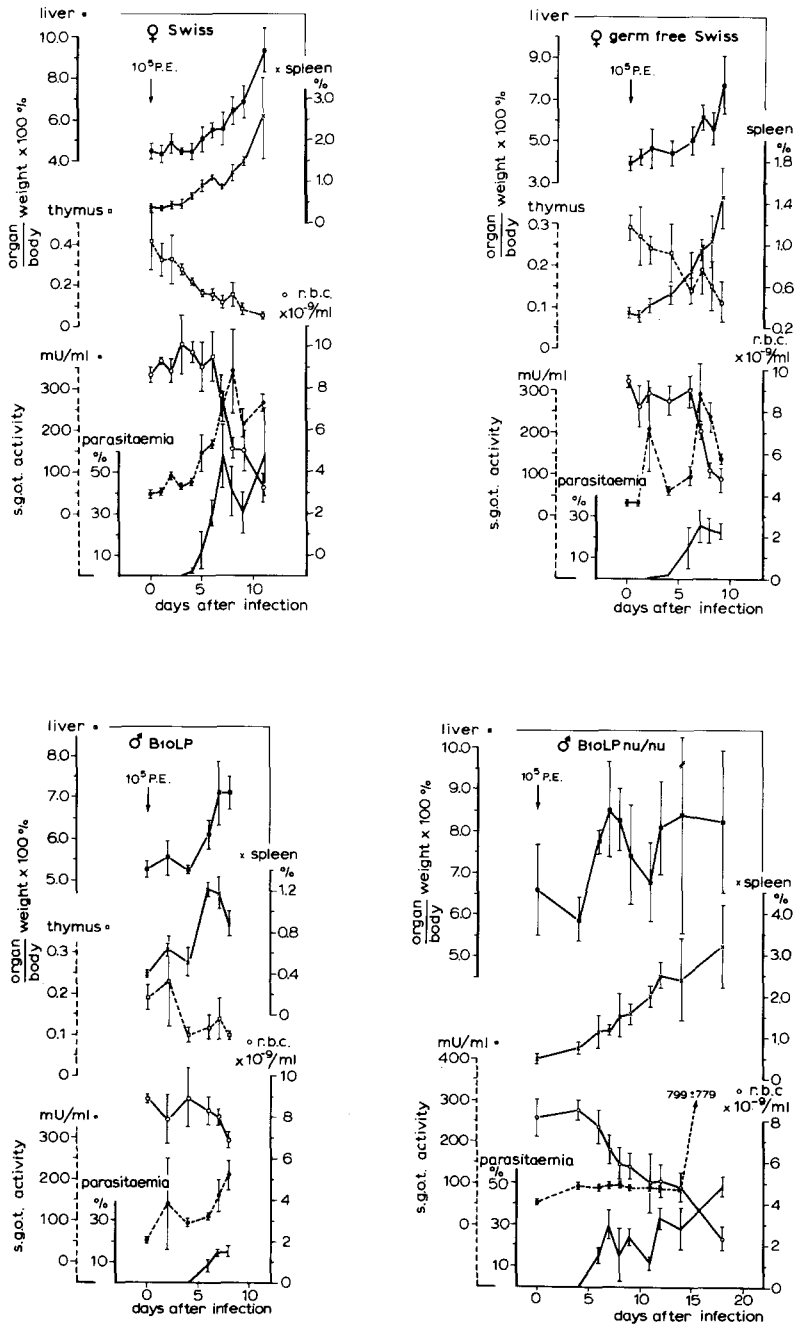 liver ▪
♀ Swiss
10.0
8.0
6.0
4.0
10⁵ P.E.
× spleen
%
3.0
2.0
1.0
0
organ
body
weight x 100 %
thymus ▫
0.4
0.2
0
○ r.b.c.
x10⁻⁹/ml
10
8
6
4
2
0
mU/ml •
300
200
100
0
s.g.o.t. activity
parasitaemia
%
50
30
10
0
5
10
days after infection
liver
♀ germ free Swiss
9.0
7.0
5.0
3.0
10⁵ P.E.
spleen
%
1.8
1.4
1.0
0.6
0.2
organ
body
weight x 100 %
thymus
0.3
0.2
0.1
0
r.b.c.
x10⁻⁹/ml
10
8
6
4
2
0
mU/ml
300
200
100
0
s.g.o.t. activity
parasitaemia
%
30
10
0
5
10
days after infection
liver ▪
♂ B10LP
8.0
7.0
6.0
5.0
10⁵ P.E.
× spleen
%
1.2
0.8
0.4
0
organ
body
weight x 100 %
thymus ▫
0.3
0.2
0.1
0
○ r.b.c.
x10⁻⁹/ml
10
8
6
4
2
0
mU/ml •
300
200
100
0
s.g.o.t. activity
parasitaemia
%
30
10
0
5
10
days after infection
liver ▪
♂ B10LP nu/nu
10.0
9.0
8.0
7.0
6.0
5.0
10⁵ P.E.
× spleen
%
4.0
3.0
2.0
1.0
0
organ
body
weight x 100 %
mU/ml •
400
300
200
100
0
s.g.o.t. activity
799 ± 779
○ r.b.c
x10⁻⁹/ml
8
6
4
2
0
parasitaemia
%
50
30
10
0
5
10
15
20
days after infection